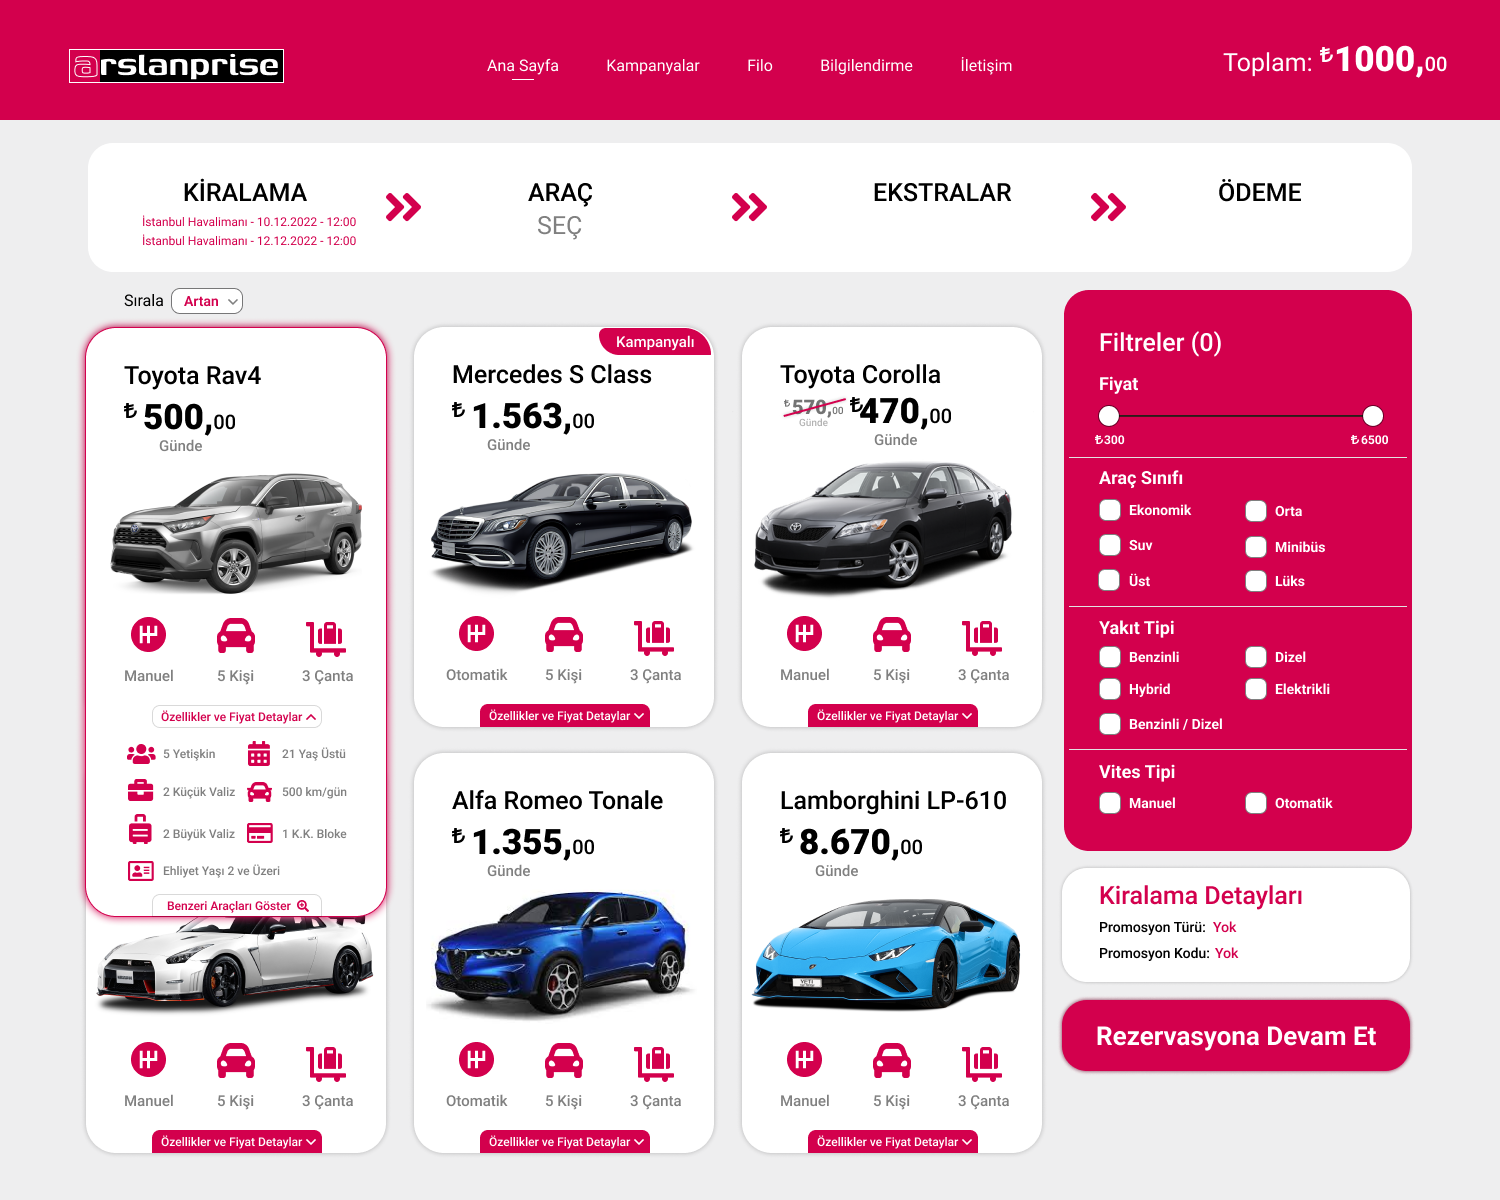 arslanprise
Ana Sayfa
Kampanyalar
Filo
Bilgilendirme
İletişim
Toplam: ₺1000,00
KİRALAMA
İstanbul Havalimanı - 10.12.2022 - 12:00
İstanbul Havalimanı - 12.12.2022 - 12:00
ARAÇ
SEÇ
EKSTRALAR
ÖDEME
Sırala
Artan
Toyota Rav4
₺ 500,00
Günde
Manuel
5 Kişi
3 Çanta
Özellikler ve Fiyat Detaylar
5 Yetişkin
21 Yaş Üstü
2 Küçük Valiz
500 km/gün
2 Büyük Valiz
1 K.K. Bloke
Ehliyet Yaşı 2 ve Üzeri
Benzeri Araçları Göster
Kampanyalı
Mercedes S Class
₺ 1.563,00
Günde
Otomatik
5 Kişi
3 Çanta
Özellikler ve Fiyat Detaylar
Toyota Corolla
₺570,00
Günde
₺470,00
Günde
Manuel
5 Kişi
3 Çanta
Özellikler ve Fiyat Detaylar
Manuel
5 Kişi
3 Çanta
Özellikler ve Fiyat Detaylar
Alfa Romeo Tonale
₺ 1.355,00
Günde
Otomatik
5 Kişi
3 Çanta
Özellikler ve Fiyat Detaylar
Lamborghini LP-610
₺ 8.670,00
Günde
Manuel
5 Kişi
3 Çanta
Özellikler ve Fiyat Detaylar
Filtreler (0)
Fiyat
₺300
₺6500
Araç Sınıfı
Ekonomik
Orta
Suv
Minibüs
Üst
Lüks
Yakıt Tipi
Benzinli
Dizel
Hybrid
Elektrikli
Benzinli / Dizel
Vites Tipi
Manuel
Otomatik
Kiralama Detayları
Promosyon Türü: Yok
Promosyon Kodu: Yok
Rezervasyona Devam Et